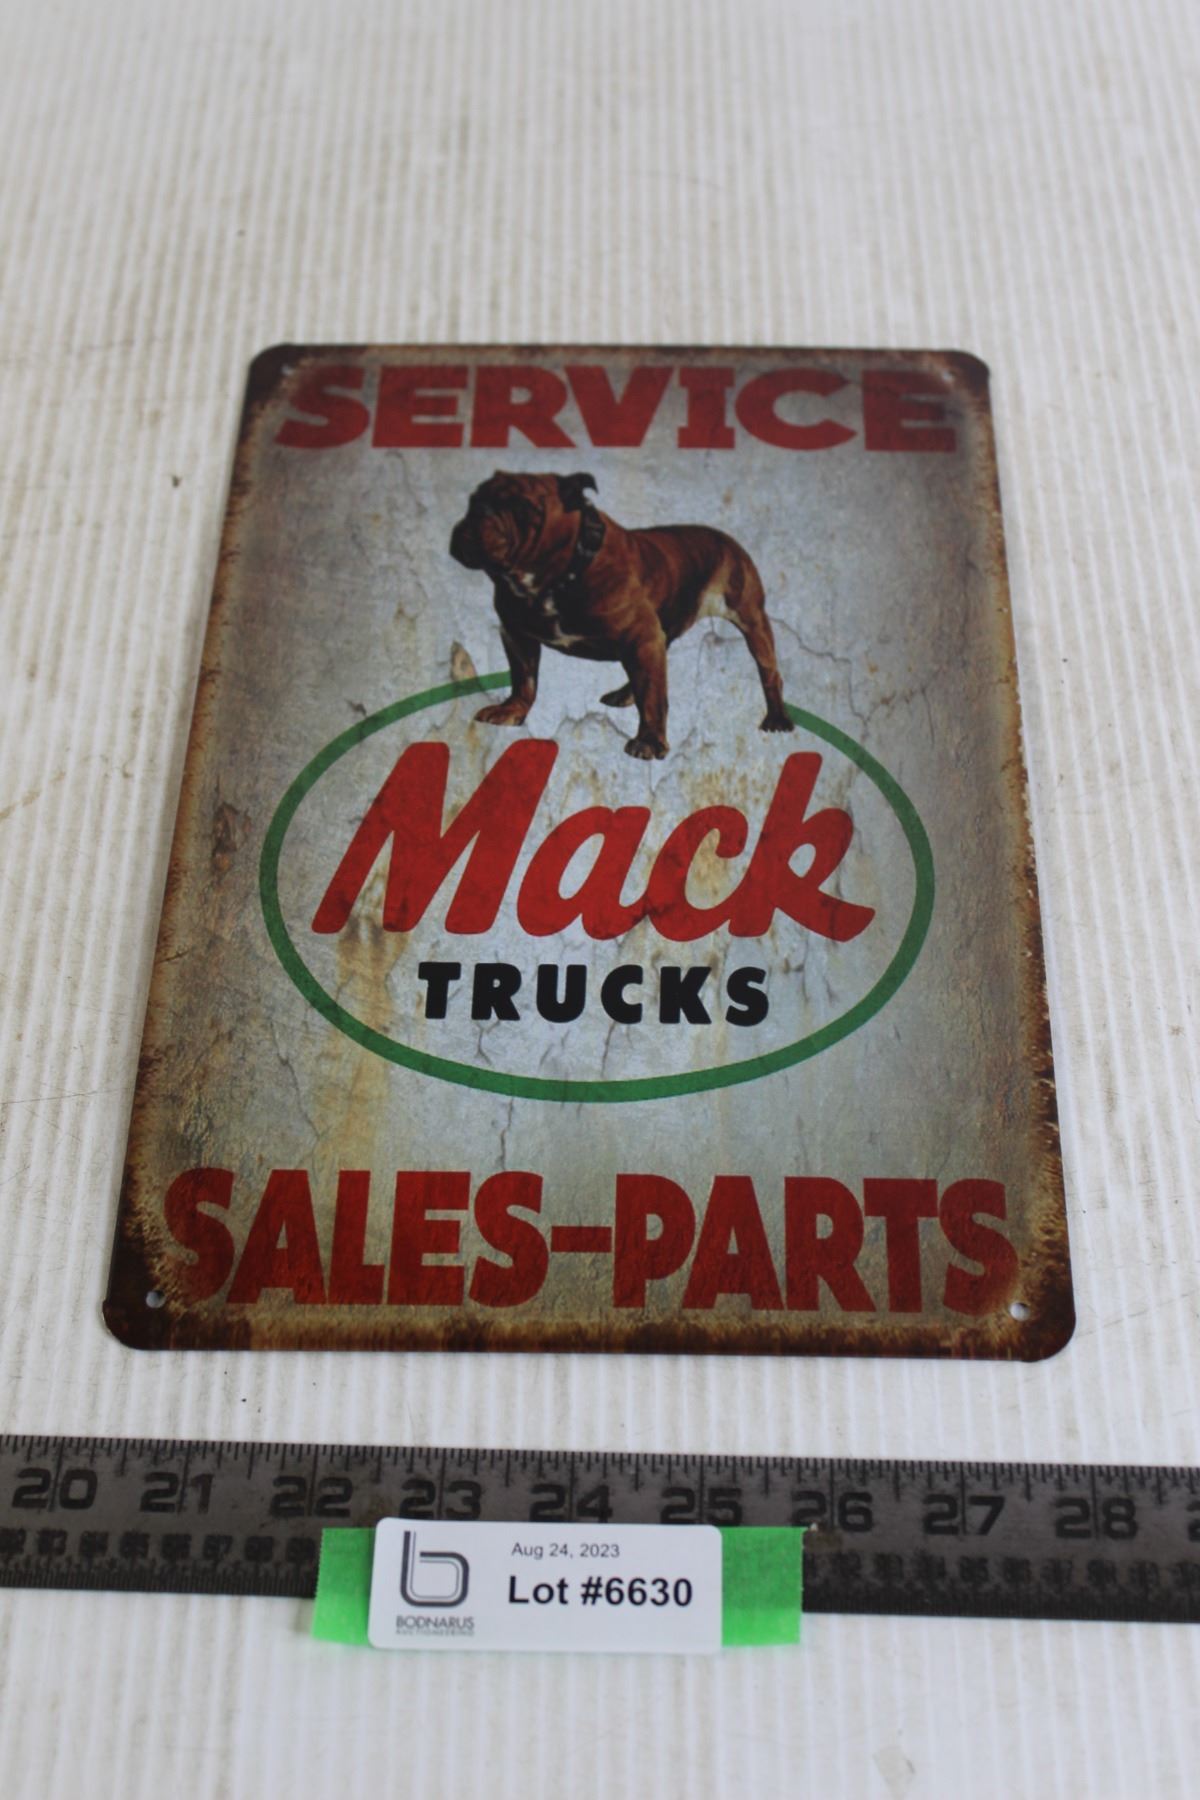 SERVICE
Mack
TRUCKS
SALES-PARTS
20 21 22 23 24 25 26 27 28
Aug 24, 2023
Lot #6630
BODNARUS
AUCTIONEERING